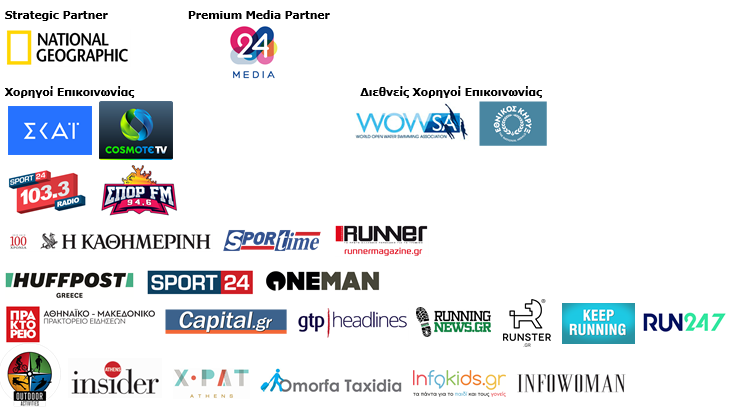 Strategic Partner
Premium Media Partner
NATIONAL
GEOGRAPHIC
24
MEDIA
Χορηγοί Επικοινωνίας
Διεθνείς Χορηγοί Επικοινωνίας
ΣΚΑΪ
COSMOTE TV
WOWSA
WORLD OPEN WATER SWIMMING ASSOCIATION
ΕΘΝΙΚΟΣ ΚΗΡΥΞ
SPORT 24
103.3
RADIO
ΣΠΟΡ FM
94,6
100
ΧΡΟΝΙΑ
Η ΚΑΘΗΜΕΡΙΝΗ
SPORTime
RUNNER
runnermagazine.gr
HUFFPOST
GREECE
SPORT 24
ONEMAN
ΠΡΑ
ΚΤΟ
ΡΕΙΟ
ΑΘΗΝΑΪΚΟ - ΜΑΚΕΔΟΝΙΚΟ
ΠΡΑΚΤΟΡΕΙΟ ΕΙΔΗΣΕΩΝ
Capital.gr
gtp headlines
RUNNING
NEWS.GR
RUNSTER
.GR
KEEP
RUNNING
RUN247
OUTDOOR
ACTIVITIES
ATHENS
insider
X-PAT
ATHENS
Omorfa Taxidia
Infokids.gr
τα πάντα για το παιδί και τους γονείς
INFOWOMAN